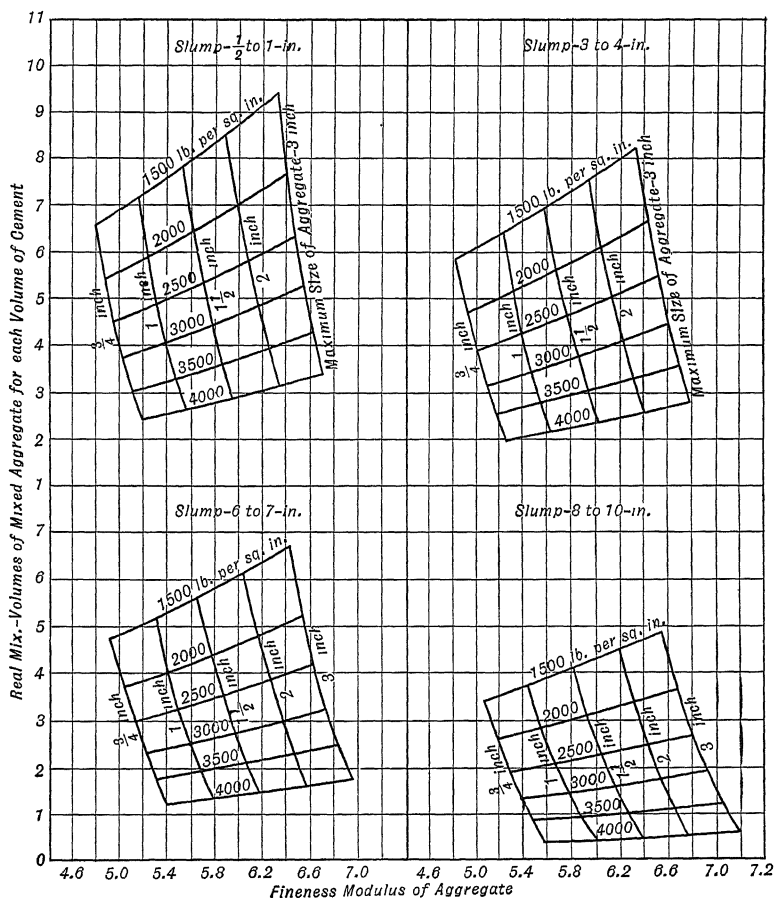 11
10
9
8
7
6
5
4
3
2
1
7
6
5
4
3
2
1
0
Real Mix.-Volumes of Mixed Aggregate for each Volume of Cement
Slump-1/2 to 1-in.
1500 lb. per sq. in.
2000
2500
3000
3500
4000
3/4 inch
1 inch
1 1/2 inch
2 inch
Maximum Size of Aggregate-3 inch
Slump-3 to 4-in.
1500 lb. per sq. in.
2000
2500
3000
3500
4000
3/4 inch
1 inch
1 1/2 inch
2 inch
Maximum Size of Aggregate-3 inch
Slump-6 to 7-in.
1500 lb. per sq. in.
2000
2500
3000
3500
4000
3/4 inch
1 inch
1 1/2 inch
2 inch
3 inch
Slump-8 to 10-in.
1500 lb. per sq. in.
2000
2500
3000
3500
4000
3/4 inch
1 inch
1 1/2 inch
2 inch
3 inch
4.6 5.0 5.4 5.8 6.2 6.6 7.0 4.6 5.0 5.4 5.8 6.0 6.4 6.8 7.2
Fineness Modulus of Aggregate